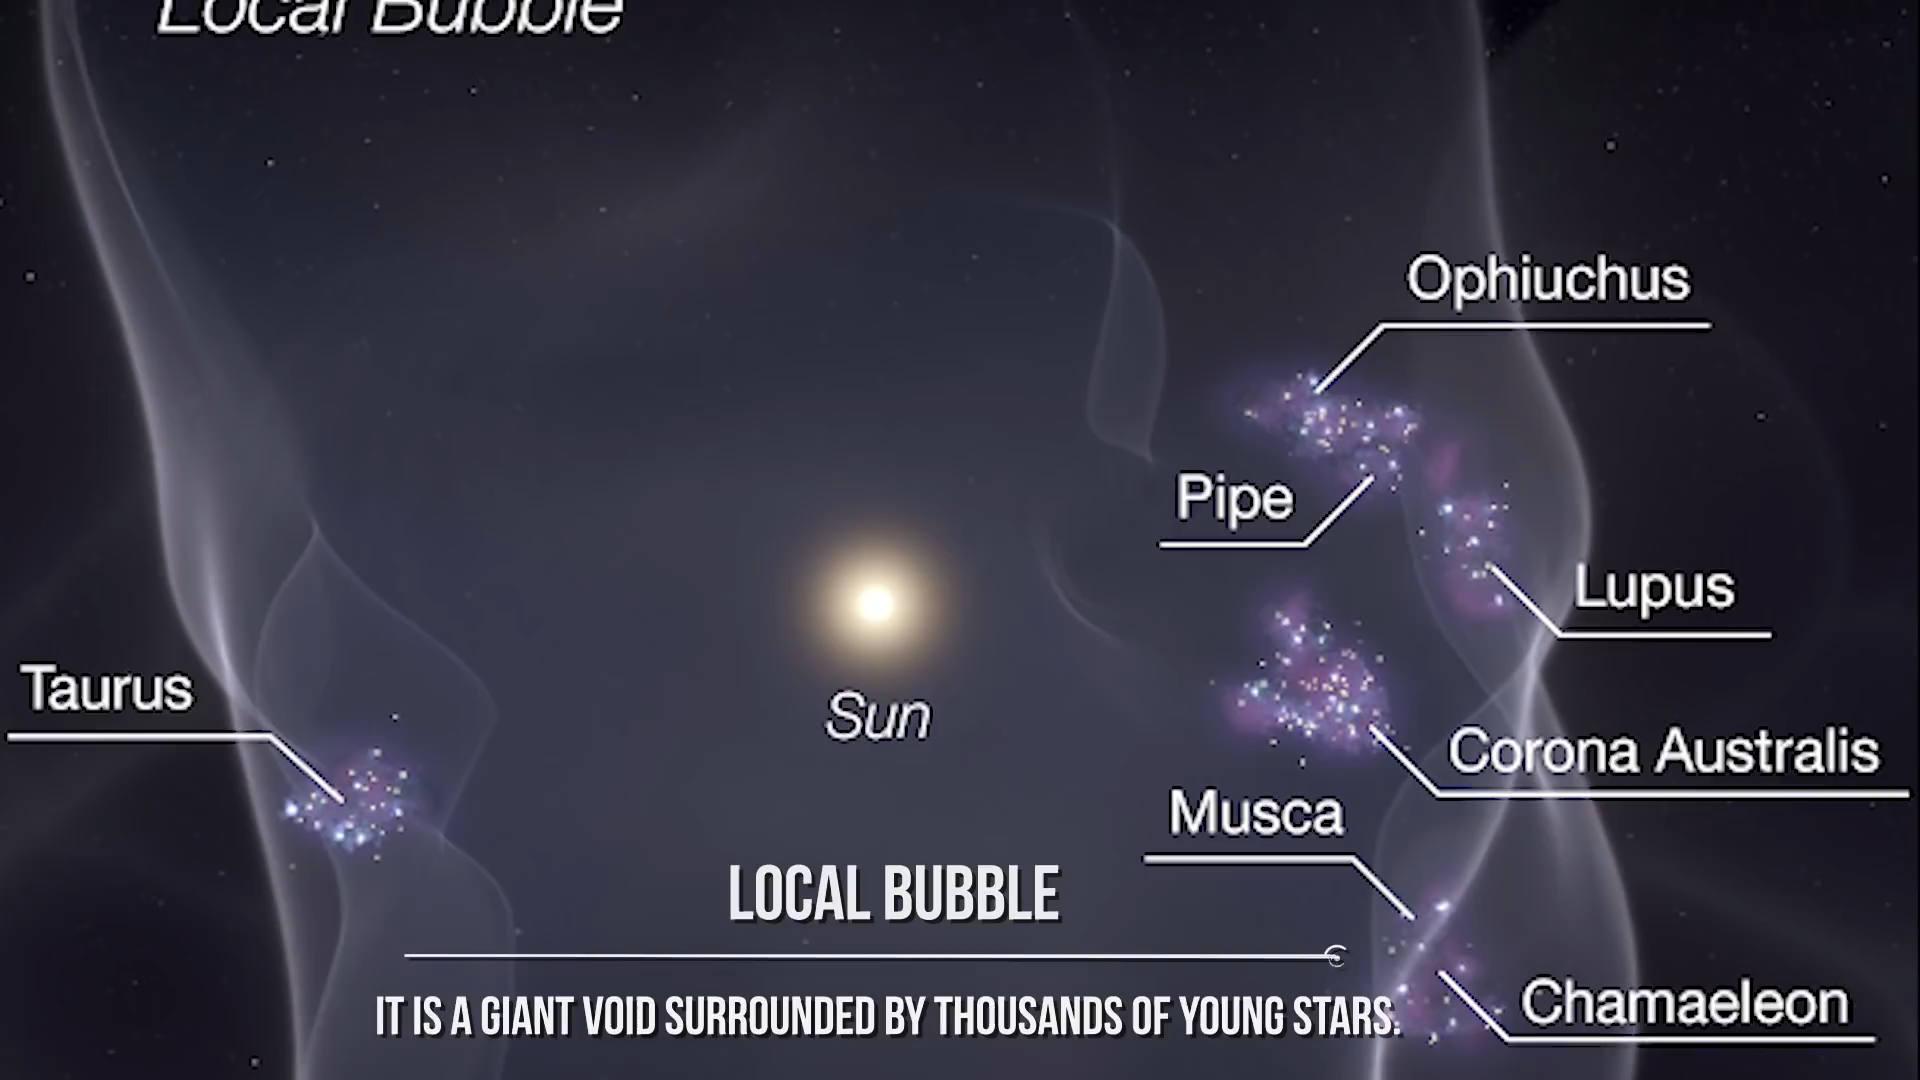 Local Bubble
Ophiuchus
Pipe
Lupus
Taurus
Sun
Corona Australis
Musca
LOCAL BUBBLE
Chamaeleon
IT IS A GIANT VOID SURROUNDED BY THOUSANDS OF YOUNG STARS.